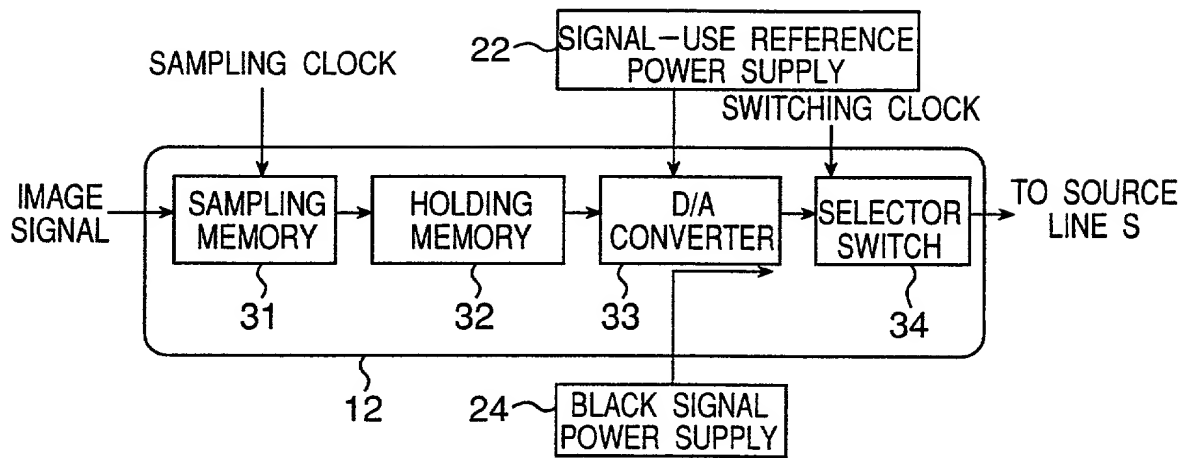 22
SIGNAL-USE REFERENCE
POWER SUPPLY
SAMPLING CLOCK
SWITCHING CLOCK
IMAGE
SIGNAL
SAMPLING
MEMORY
HOLDING
MEMORY
D/A
CONVERTER
SELECTOR
SWITCH
TO SOURCE
LINE S
31
32
33
34
12
24
BLACK SIGNAL
POWER SUPPLY